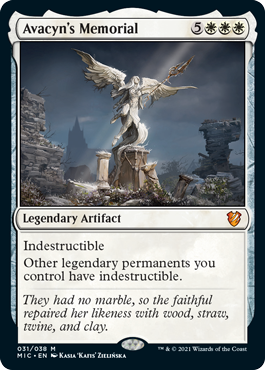 Avacyn's Memorial 5
Legendary Artifact
Indestructible
Other legendary permanents you
control have indestructible.
They had no marble, so the faithful
repaired her likeness with wood, straw,
twine, and clay.
031/038 M
MIC • EN Kasia 'Kafis' Zielińska
™ & © 2021 Wizards of the Coast